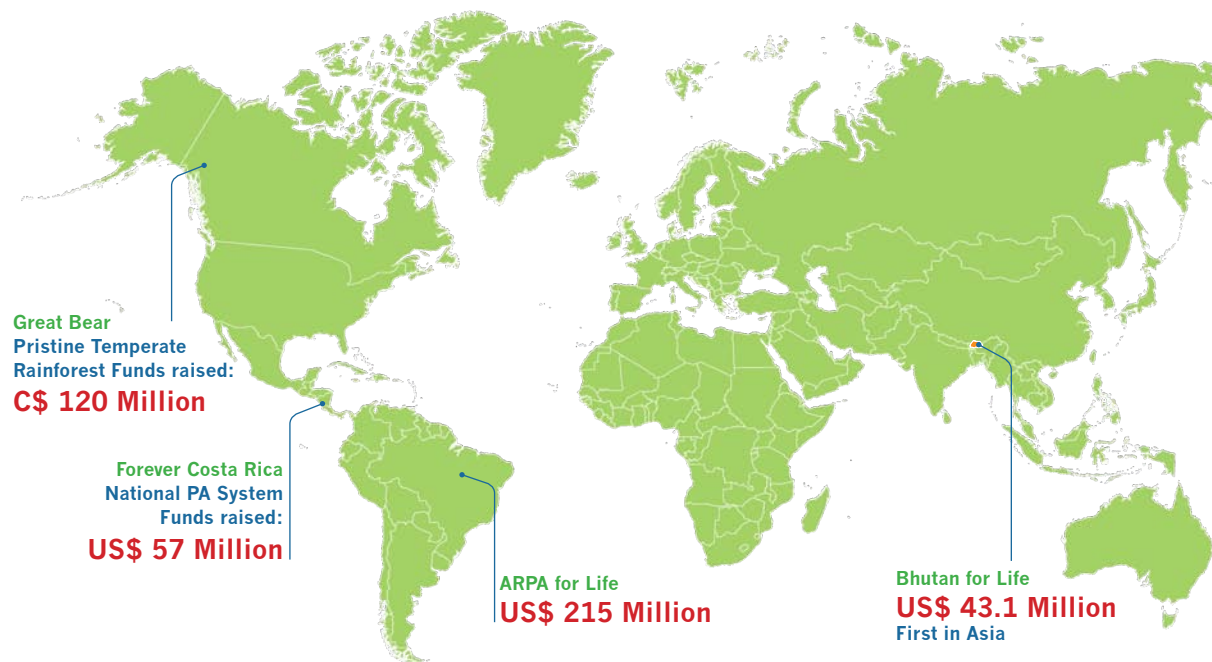 Great Bear
Pristine Temperate
Rainforest Funds raised:
C$ 120 Million
Forever Costa Rica
National PA System
Funds raised:
US$ 57 Million
ARPA for Life
US$ 215 Million
Bhutan for Life
US$ 43.1 Million
First in Asia